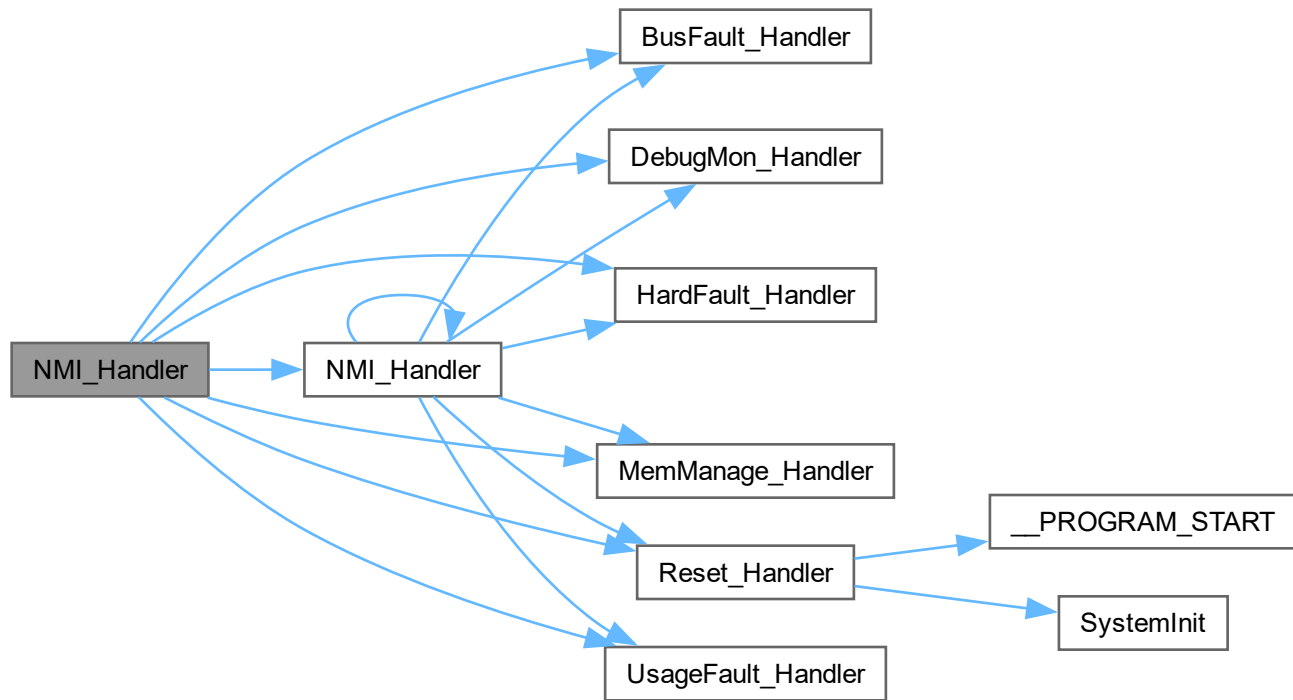 BusFault_Handler
DebugMon_Handler
HardFault_Handler
NMI_Handler
NMI_Handler
MemManage_Handler
__PROGRAM_START
Reset_Handler
SystemInit
UsageFault_Handler